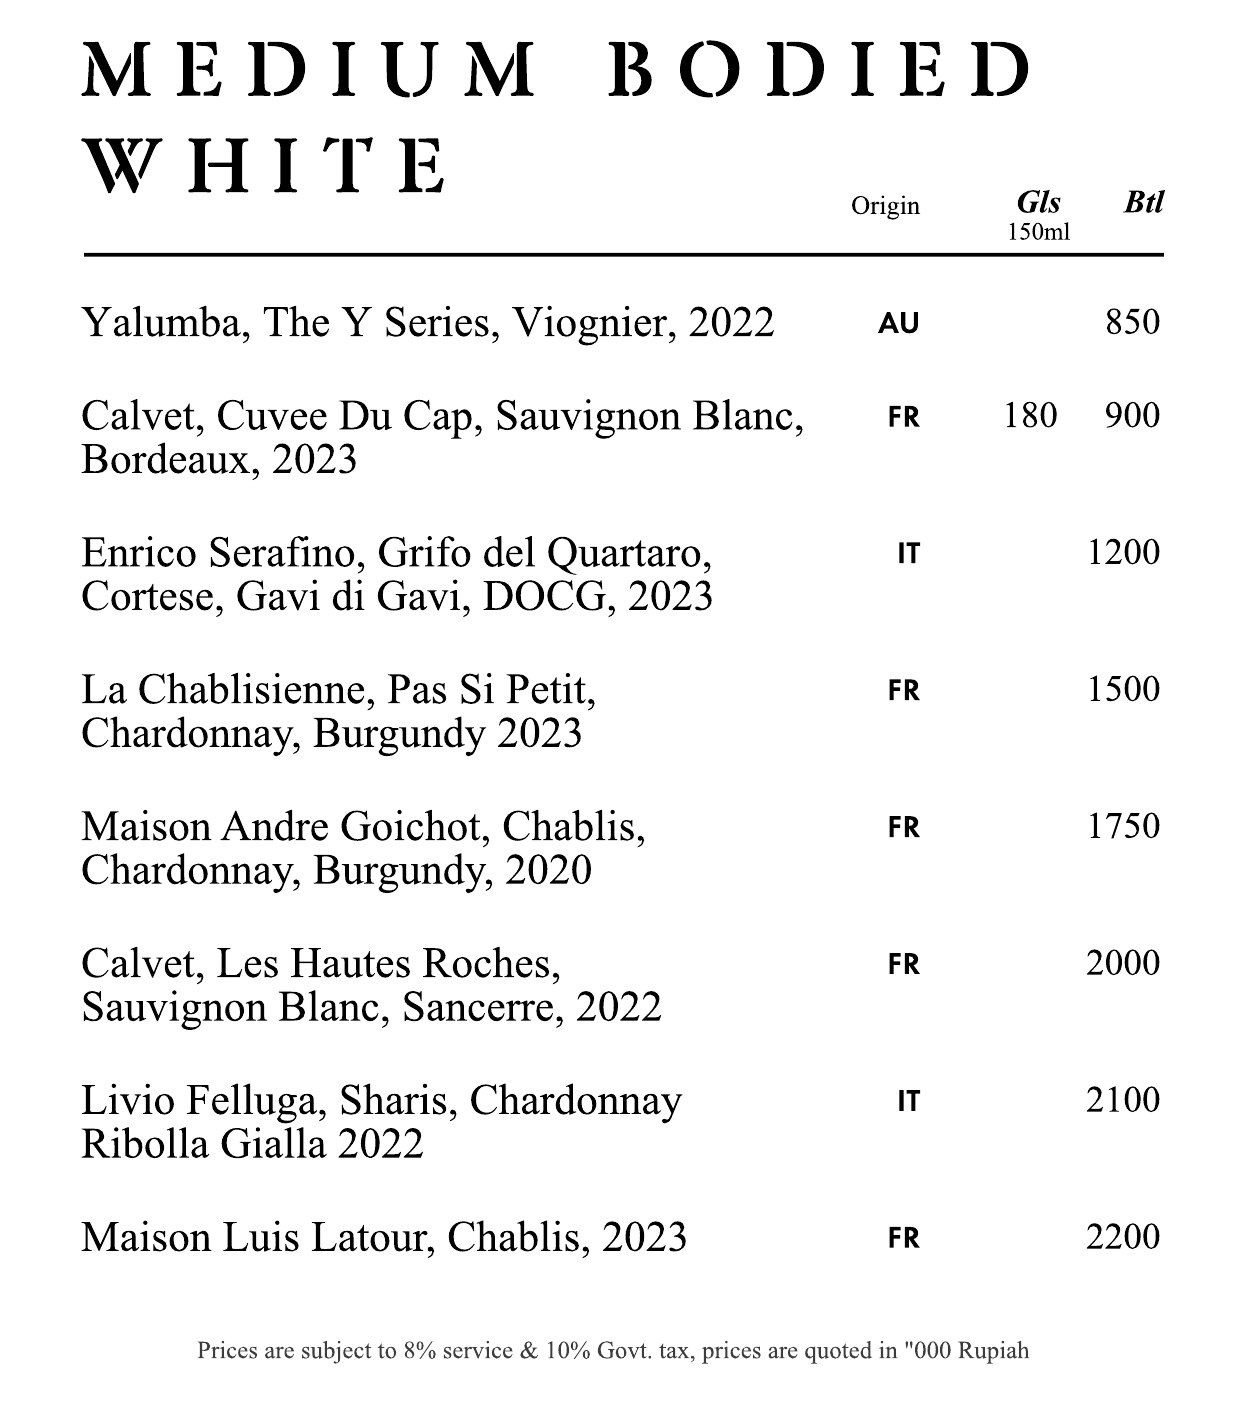 MEDIUM BODIED
WHITE
Origin Gls Btl
150ml
Yalumba, The Y Series, Viognier, 2022 AU 850
Calvet, Cuvee Du Cap, Sauvignon Blanc, FR 180 900
Bordeaux, 2023
Enrico Serafino, Grifo del Quartaro, IT 1200
Cortese, Gavi di Gavi, DOCG, 2023
La Chablisienne, Pas Si Petit, FR 1500
Chardonnay, Burgundy 2023
Maison Andre Goichot, Chablis, FR 1750
Chardonnay, Burgundy, 2020
Calvet, Les Hautes Roches, FR 2000
Sauvignon Blanc, Sancerre, 2022
Livio Felluga, Sharis, Chardonnay IT 2100
Ribolla Gialla 2022
Maison Luis Latour, Chablis, 2023 FR 2200
Prices are subject to 8% service & 10% Govt. tax, prices are quoted in "000 Rupiah